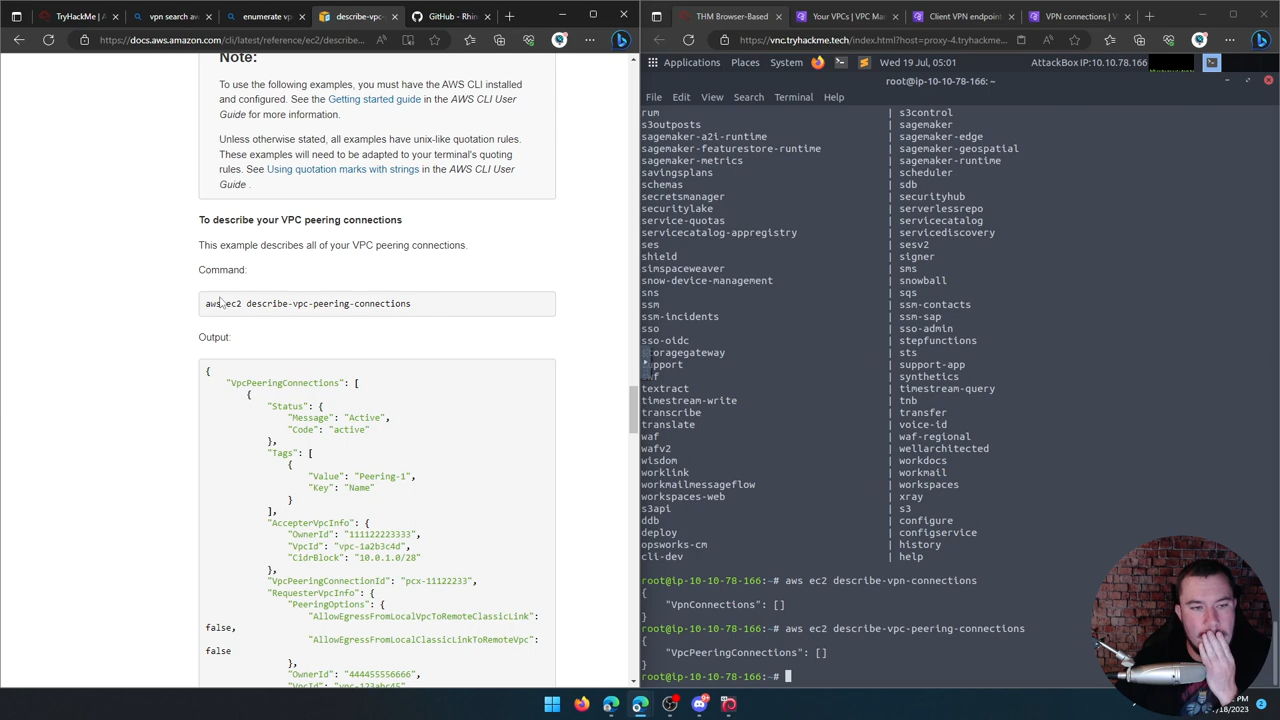 TryHackMe | A
vpn search aw
enumerate vp
describe-vpc-
GitHub - Rhin
https://docs.aws.amazon.com/cli/latest/reference/ec2/describe...
Note:
To use the following examples, you must have the AWS CLI installed
and configured. See the Getting started guide in the AWS CLI User
Guide for more information.
Unless otherwise stated, all examples have unix-like quotation rules.
These examples will need to be adapted to your terminal's quoting
rules. See Using quotation marks with strings in the AWS CLI User
Guide .
To describe your VPC peering connections
This example describes all of your VPC peering connections.
Command:
aws ec2 describe-vpc-peering-connections
Output:
{
"VpcPeeringConnections": [
{
"Status": {
"Message": "Active",
"Code": "active"
},
"Tags": [
{
"Value": "Peering-1",
"Key": "Name"
}
],
"AccepterVpcInfo": {
"OwnerId": "111122223333",
"VpcId": "vpc-1a2b3c4d",
"CidrBlock": "10.0.1.0/28"
},
"VpcPeeringConnectionId": "pcx-11122233",
"RequesterVpcInfo": {
"PeeringOptions": {
"AllowEgressFromLocalVpcToRemoteClassicLink":
false,
"AllowEgressFromLocalClassicLinkToRemoteVpc":
false
},
"OwnerId": "444455556666",
"VpcId": "vpc-123abc45",
THM Browser-Based
Your VPCs | VPC Man
Client VPN endpoint
VPN connections | V
https://vnc.tryhackme.tech/index.html?host=proxy-4.tryhackme...
Applications Places System Wed 19 Jul, 05:01 AttackBox IP:10.10.78.166
root@ip-10-10-78-166: ~
File Edit View Search Terminal Help
rum | s3control
s3outposts | sagemaker
sagemaker-a2i-runtime | sagemaker-edge
sagemaker-featurestore-runtime | sagemaker-geospatial
sagemaker-metrics | sagemaker-runtime
savingsplans | scheduler
schemas | sdb
secretsmanager | securityhub
securitylake | serverlessrepo
service-quotas | servicecatalog
servicecatalog-appregistry | servicediscovery
ses | sesv2
shield | signer
simspaceweaver | sms
snow-device-management | snowball
sns | sqs
ssm | ssm-contacts
ssm-incidents | ssm-sap
sso | sso-admin
sso-oidc | stepfunctions
storagegateway | sts
support | support-app
swf | synthetics
textract | timestream-query
timestream-write | tnb
transcribe | transfer
translate | voice-id
waf | waf-regional
wafv2 | wellarchitected
wisdom | workdocs
worklink | workmail
workmailmessageflow | workspaces
workspaces-web | xray
s3api | s3
ddb | configure
deploy | configservice
opsworks-cm | history
cli-dev | help
root@ip-10-10-78-166:~# aws ec2 describe-vpn-connections
{
"VpnConnections": []
}
root@ip-10-10-78-166:~# aws ec2 describe-vpc-peering-connections
{
"VpcPeeringConnections": []
}
root@ip-10-10-78-166:~#